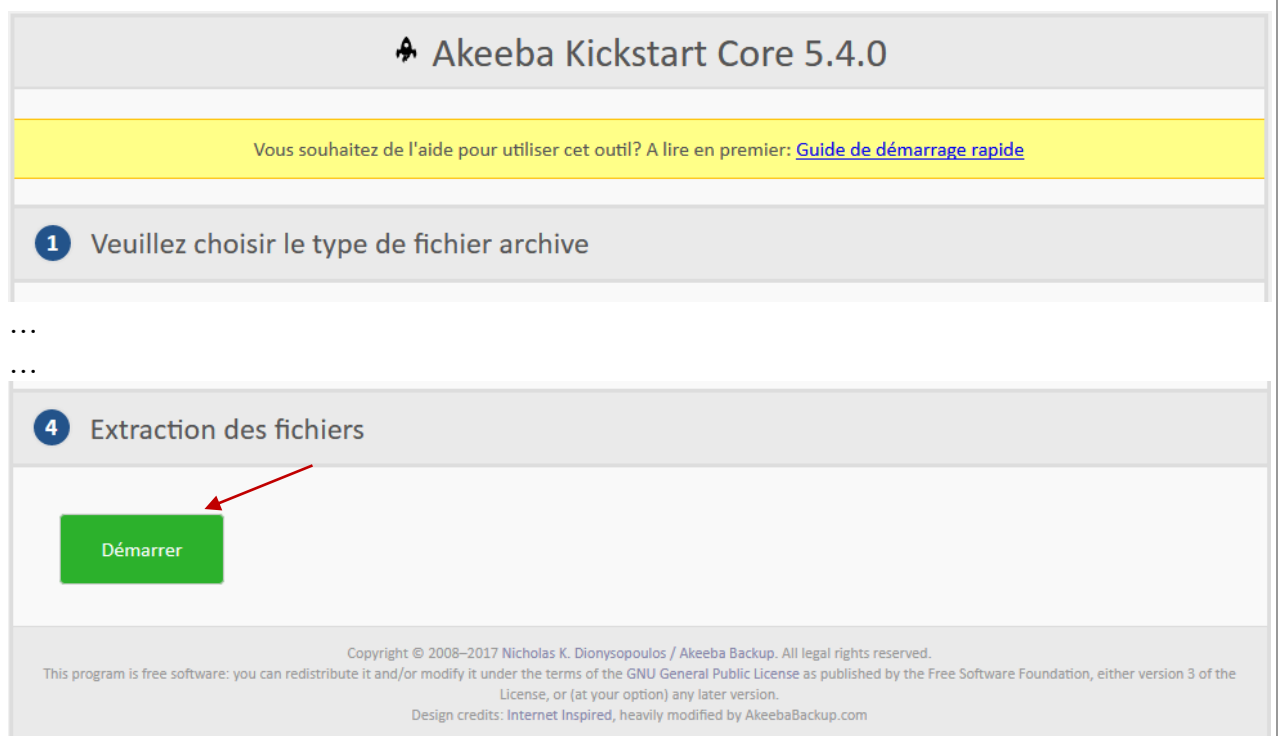 Akeeba Kickstart Core 5.4.0
Vous souhaitez de l'aide pour utiliser cet outil? A lire en premier: Guide de démarrage rapide
1 Veuillez choisir le type de fichier archive
...
...
4 Extraction des fichiers
Démarrer
Copyright © 2008–2017 Nicholas K. Dionysopoulos / Akeeba Backup. All legal rights reserved.
This program is free software: you can redistribute it and/or modify it under the terms of the GNU General Public License as published by the Free Software Foundation, either version 3 of the
License, or (at your option) any later version.
Design credits: Internet Inspired, heavily modified by AkeebaBackup.com